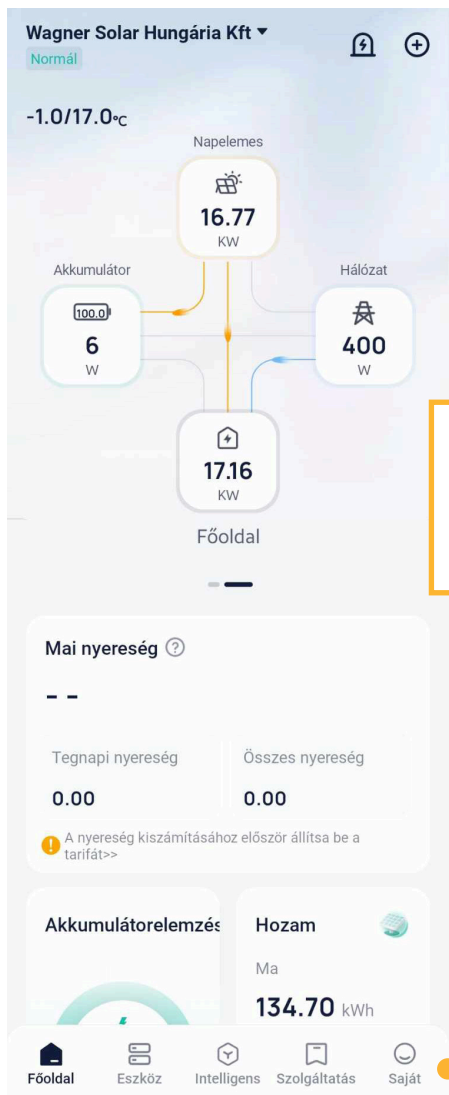 Wagner Solar Hungária Kft
Normál
-1.0/17.0°C
Napelemes
16.77
KW
Akkumulátor
100.0
6
W
Hálózat
400
W
17.16
KW
Főoldal
Mai nyereség ?
--
Tegnapi nyereség
0.00
Összes nyereség
0.00
A nyereség kiszámításához először állítsa be a
tarifát>>
Akkumulátorelemzés
Hozam
Ma
134.70 kWh
Főoldal
Eszköz
Intelligens
Szolgáltatás
Saját